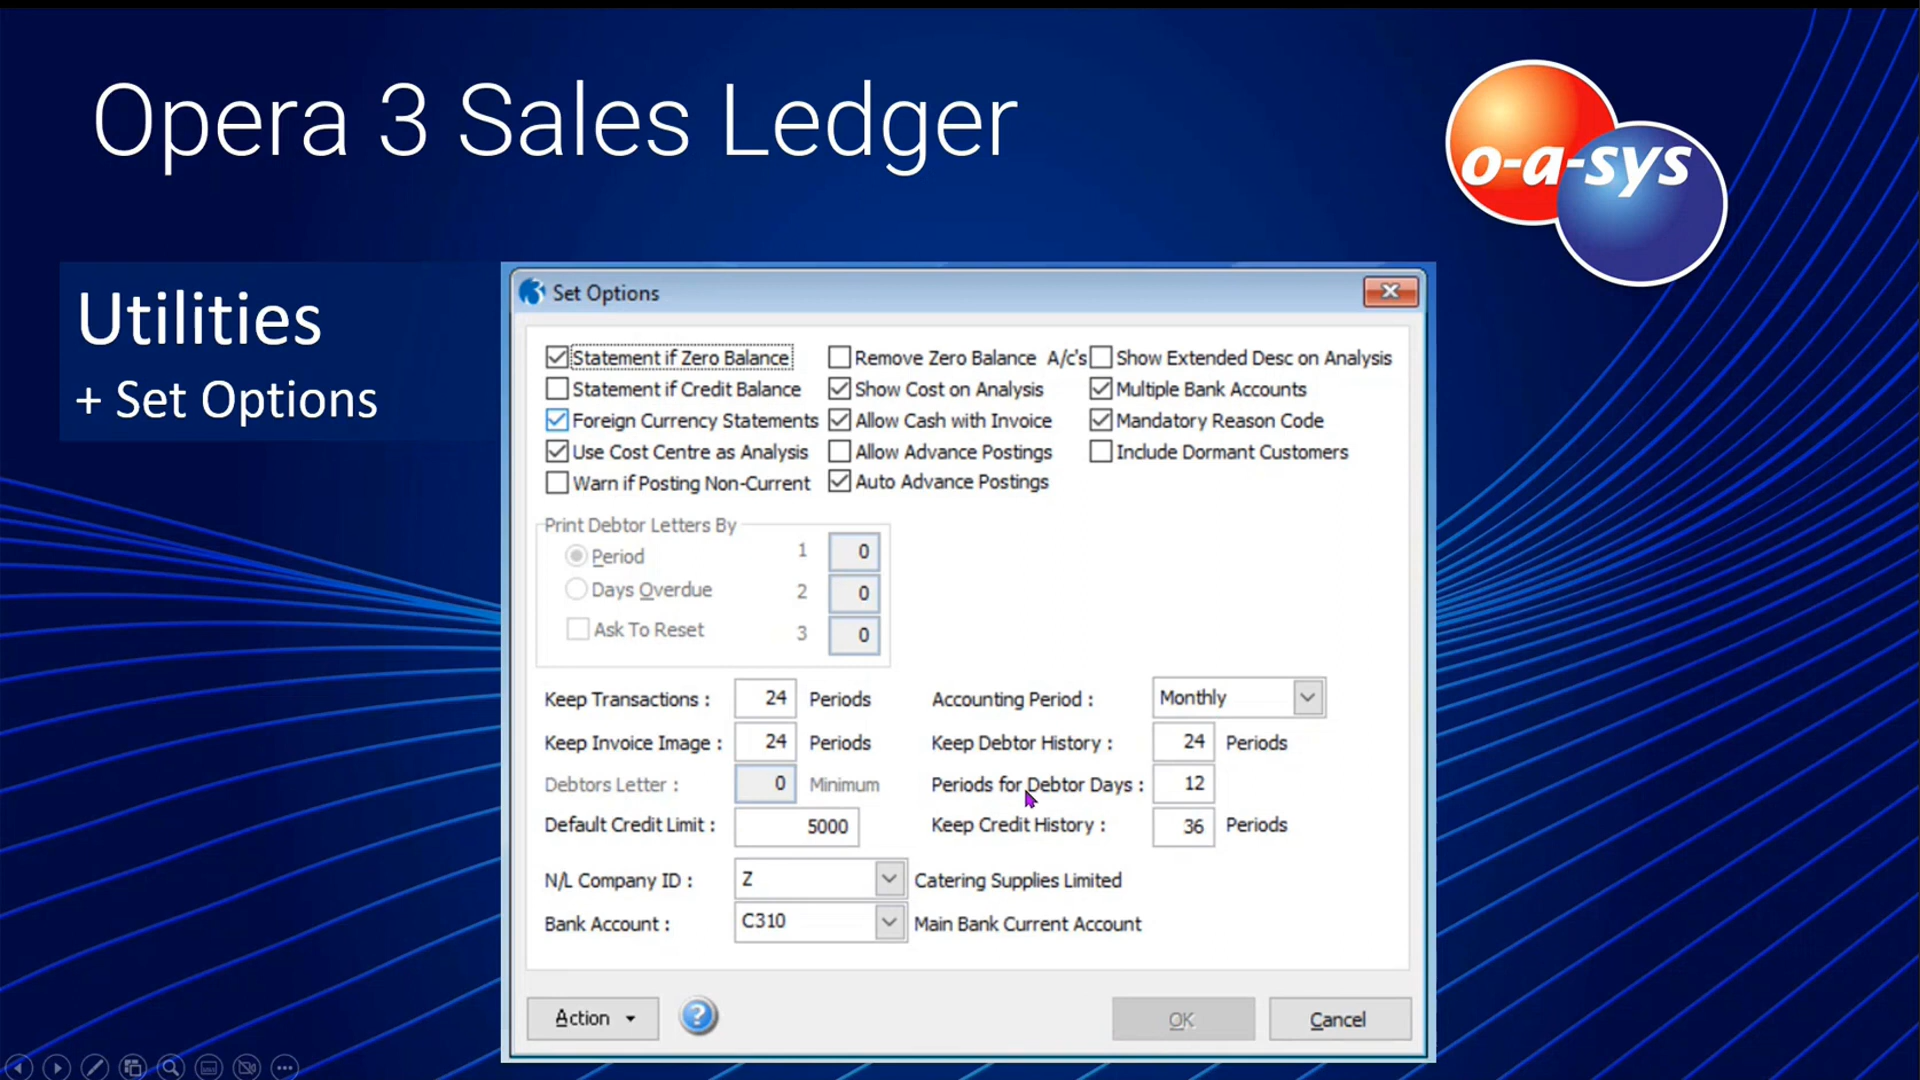 Opera 3 Sales Ledger
o-a-sys
Utilities
+ Set Options
Set Options
Statement if Zero Balance
Remove Zero Balance A/c's
Show Extended Desc on Analysis
Statement if Credit Balance
Show Cost on Analysis
Multiple Bank Accounts
Foreign Currency Statements
Allow Cash with Invoice
Mandatory Reason Code
Use Cost Centre as Analysis
Allow Advance Postings
Include Dormant Customers
Warn if Posting Non-Current
Auto Advance Postings
Print Debtor Letters By
Period 1 0
Days Overdue 2 0
Ask To Reset 3 0
Keep Transactions : 24 Periods
Accounting Period : Monthly
Keep Invoice Image : 24 Periods
Keep Debtor History : 24 Periods
Debtors Letter : 0 Minimum
Periods for Debtor Days : 12
Default Credit Limit : 5000
Keep Credit History : 36 Periods
N/L Company ID : Z Catering Supplies Limited
Bank Account : C310 Main Bank Current Account
Action ? OK Cancel